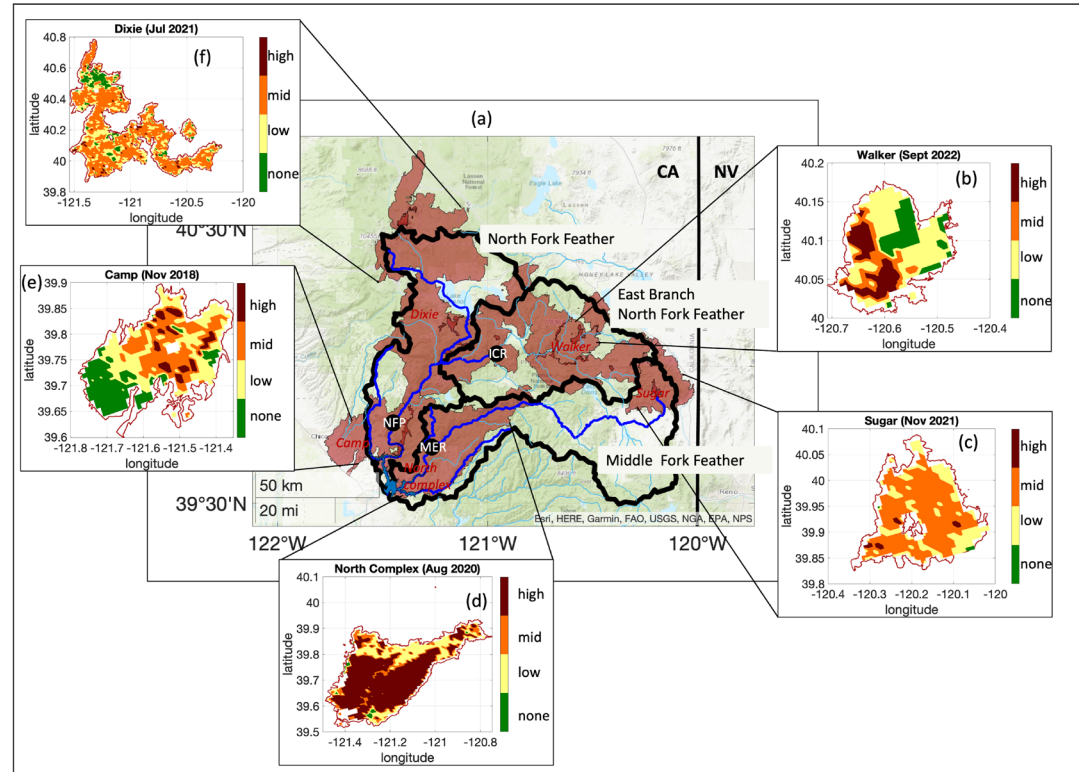 Dixie (Jul 2021)
(f)
40.8
40.6
40.4
40.2
40
39.8
latitude
-121.5
-121
-120.5
longitude
high
mid
low
none
(a)
CA
NV
40°30'N
39°30'N
122°W
121°W
120°W
North Fork Feather
East Branch
North Fork Feather
Middle Fork Feather
Dixie
Walker
Sugar
Camp
North
Complex
ICR
NFP
MER
Eagle Lake
HONEY LAKE VALLEY
Reno
50 km
20 mi
Esri, HERE, Garmin, FAO, USGS, NGA, EPA, NPS
Walker (Sept 2022)
(b)
40.2
40.15
40.1
40.05
40
latitude
-120.7
-120.6
-120.5
-120.4
longitude
high
mid
low
none
(e)
Camp (Nov 2018)
39.9
39.8
39.7
39.6
latitude
-121.8
-121.7
-121.6
-121.5
-121.4
longitude
high
mid
low
none
Sugar (Nov 2021)
(c)
40.1
40.05
40
39.95
39.9
39.85
39.8
latitude
-120.4
-120.3
-120.2
-120.1
-120
longitude
high
mid
low
none
North Complex (Aug 2020)
(d)
40.1
40
39.9
39.8
39.7
39.6
39.5
latitude
-121.4
-121.2
-121
-120.8
longitude
high
mid
low
none